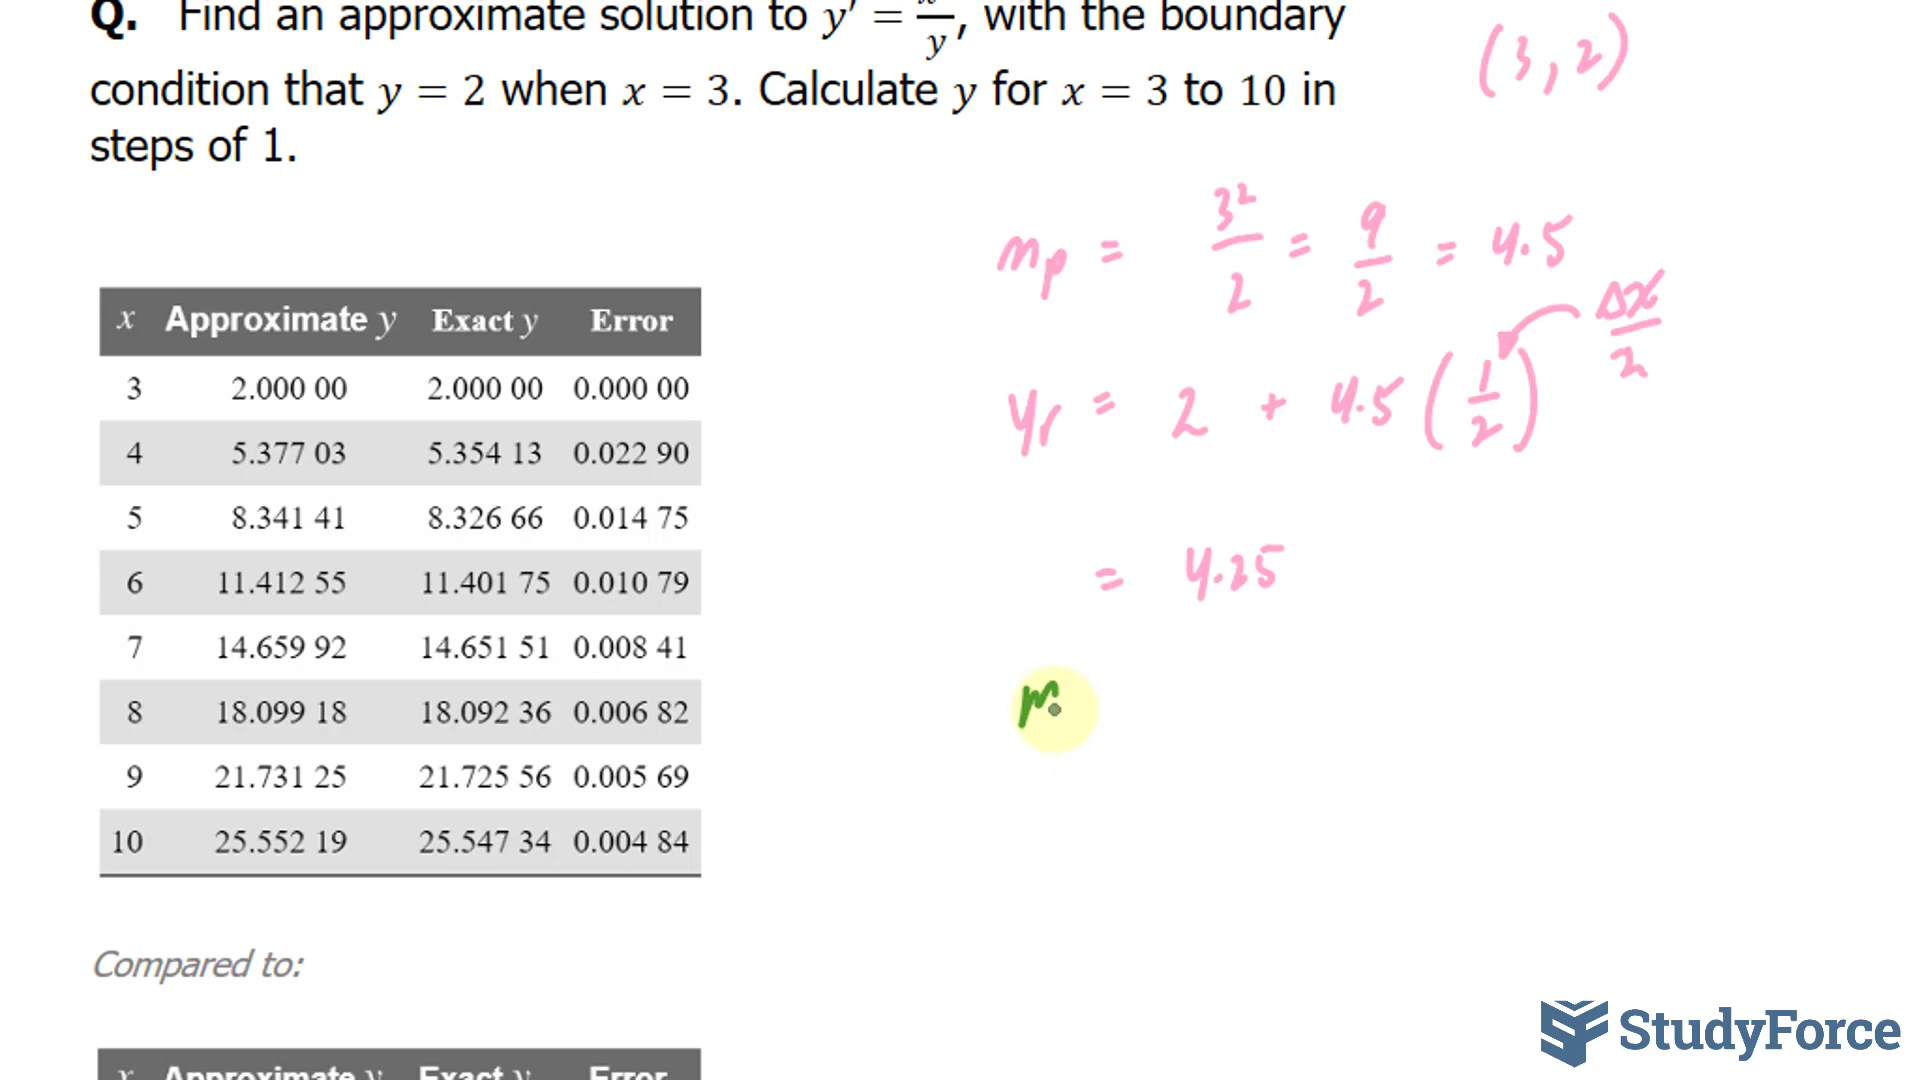 Q. Find an approximate solution to y′ = x²/y, with the boundary
condition that y = 2 when x = 3. Calculate y for x = 3 to 10 in
steps of 1.
(3, 2)
m_p = 3²/2 = 9/2 = 4.5
Δx/2
y_r = 2 + 4.5 (1/2)
= 4.25
m
x Approximate y Exact y Error
3 2.000 00 2.000 00 0.000 00
4 5.377 03 5.354 13 0.022 90
5 8.341 41 8.326 66 0.014 75
6 11.412 55 11.401 75 0.010 79
7 14.659 92 14.651 51 0.008 41
8 18.099 18 18.092 36 0.006 82
9 21.731 25 21.725 56 0.005 69
10 25.552 19 25.547 34 0.004 84
Compared to:
x Approximate y Exact y Error
StudyForce